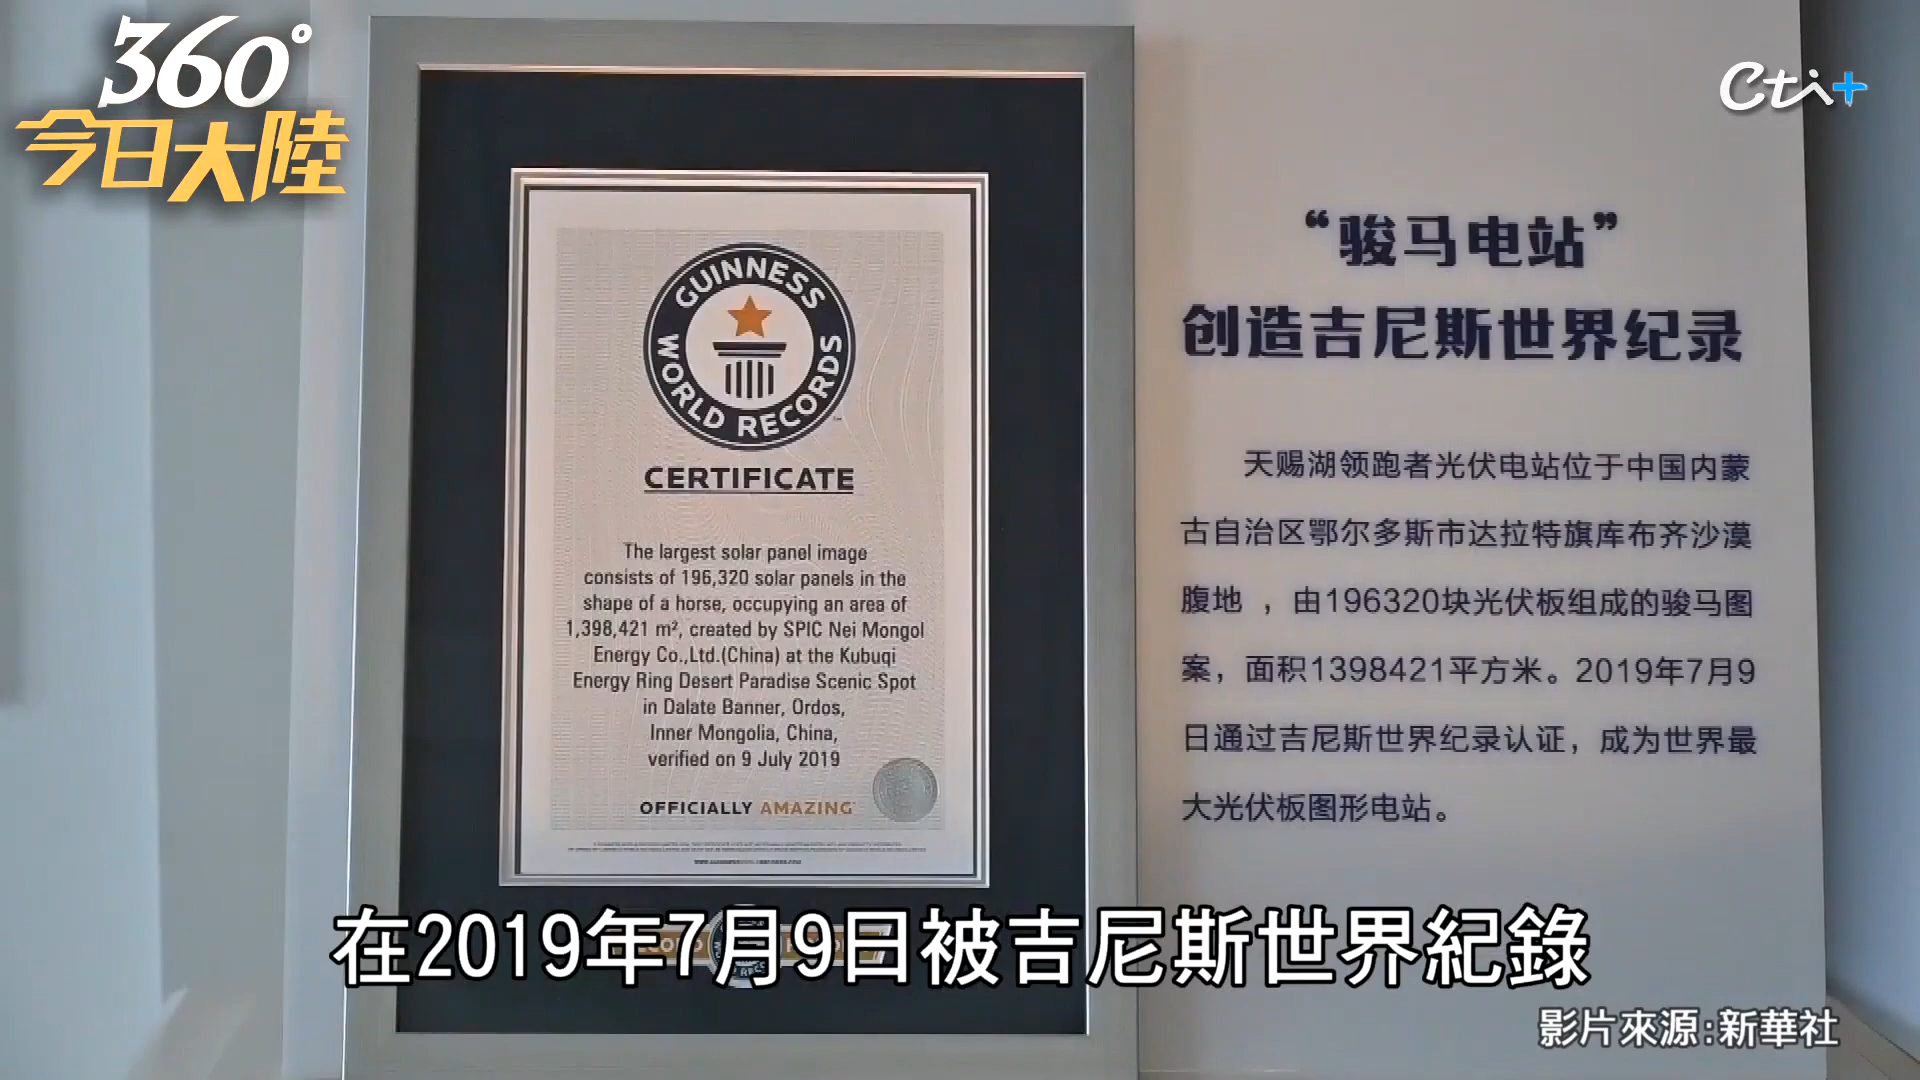 360°
今日大陸
Cti+
GUINNESS
WORLD RECORDS
CERTIFICATE
The largest solar panel image
consists of 196,320 solar panels in the
shape of a horse, occupying an area of
1,398,421 m², created by SPIC Nei Mongol
Energy Co.,Ltd.(China) at the Kubuqi
Energy Ring Desert Paradise Scenic Spot
in Dalate Banner, Ordos,
Inner Mongolia, China,
verified on 9 July 2019
OFFICIALLY AMAZING
“骏马电站”
创造吉尼斯世界纪录
天赐湖领跑者光伏电站位于中国内蒙
古自治区鄂尔多斯市达拉特旗库布齐沙漠
腹地，由196320块光伏板组成的骏马图
案，面积1398421平方米。2019年7月9
日通过吉尼斯世界纪录认证，成为世界最
大光伏板图形电站。
在2019年7月9日被吉尼斯世界紀錄
影片來源:新華社